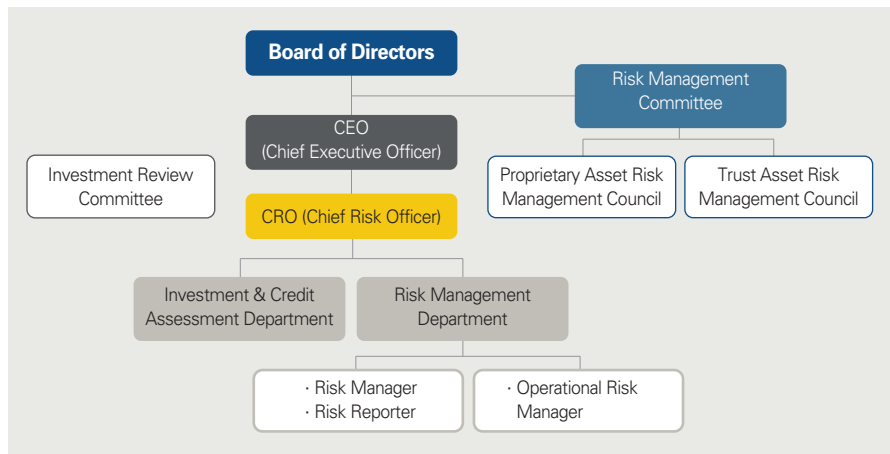 Board of Directors
Risk Management
Committee
CEO
(Chief Executive Officer)
Investment Review
Committee
Proprietary Asset Risk
Management Council
Trust Asset Risk
Management Council
CRO (Chief Risk Officer)
Investment & Credit
Assessment Department
Risk Management
Department
· Risk Manager
· Risk Reporter
· Operational Risk
Manager